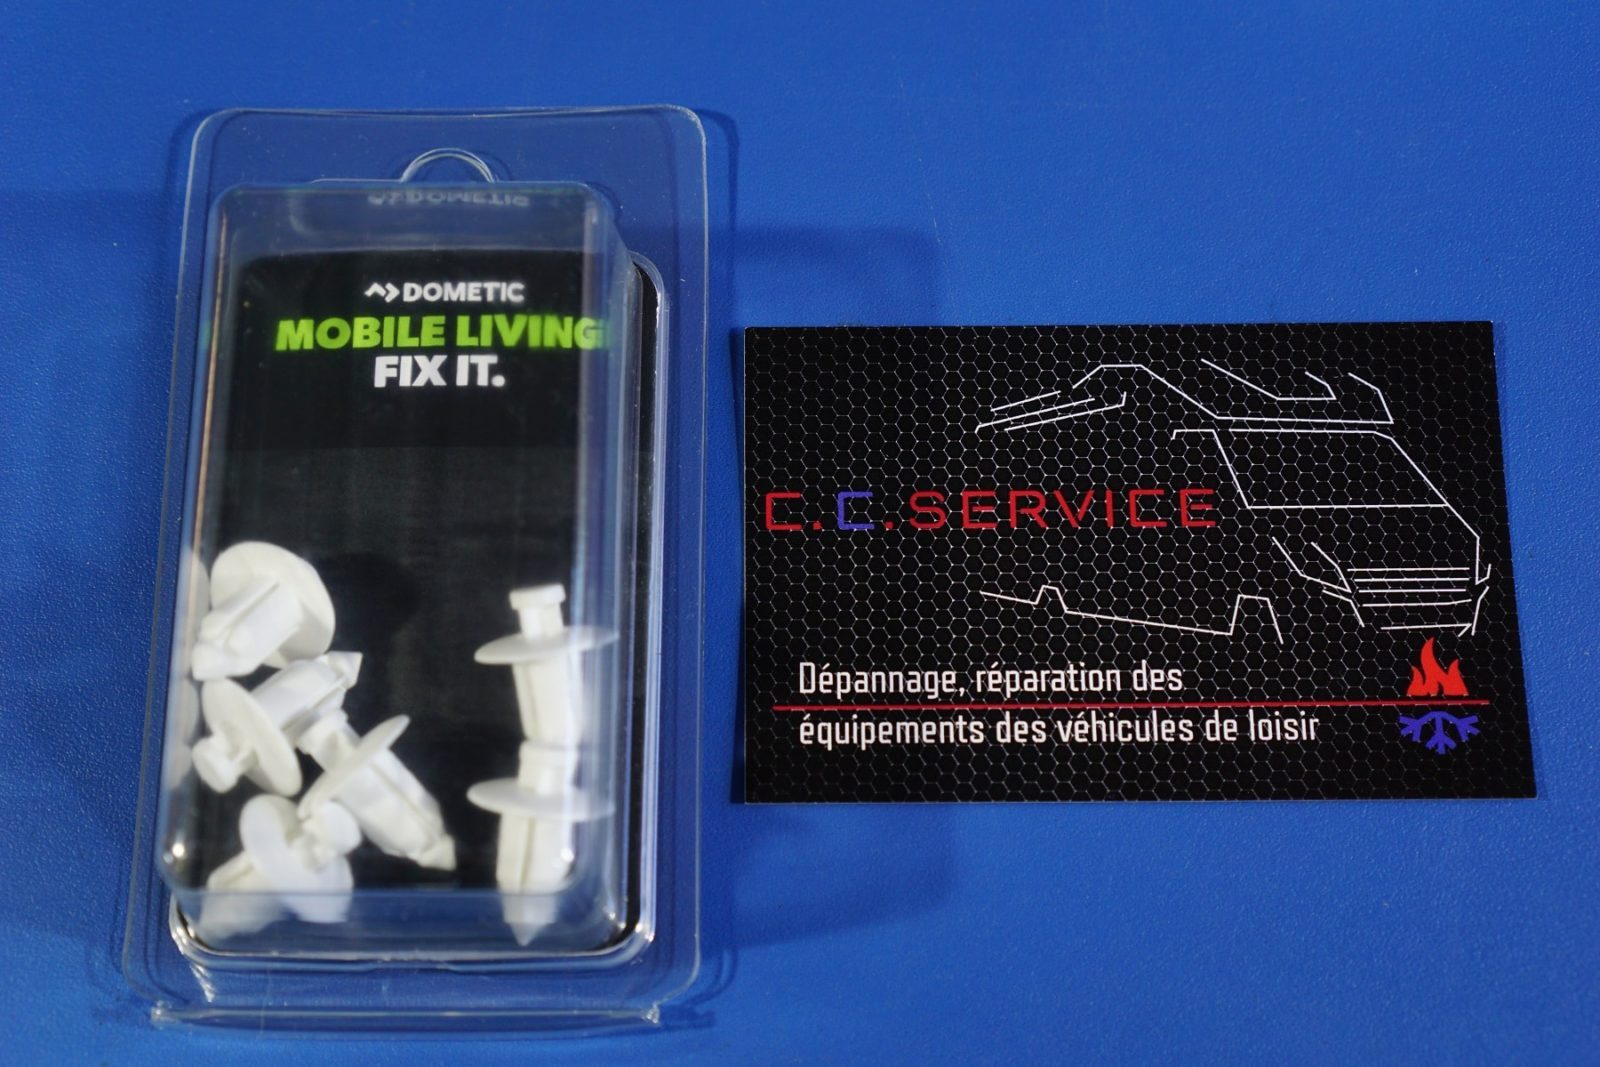 DOMETIC
MOBILE LIVING
FIX IT.
C.C.SERVICE
Dépannage, réparation des
équipements des véhicules de loisir